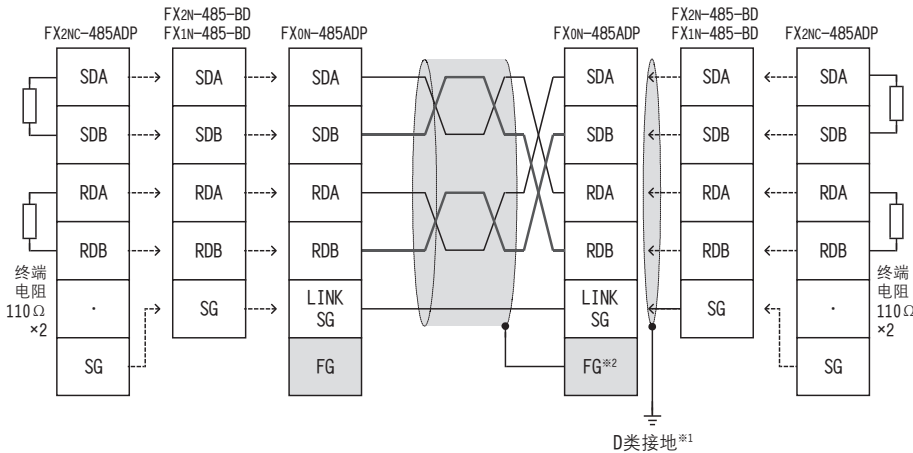 FX2N-485-BD
FX2NC-485ADP FX1N-485-BD FX0N-485ADP
FX2N-485-BD
FX0N-485ADP FX1N-485-BD FX2NC-485ADP
SDA SDA SDA SDA SDA SDA
SDB SDB SDB SDB SDB SDB
RDA RDA RDA RDA RDA RDA
RDB RDB RDB RDB RDB RDB
终端
电阻
110Ω
×2
· SG LINK
SG
LINK
SG
SG ·
终端
电阻
110Ω
×2
SG FG FG※2 SG
D类接地※1